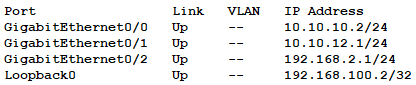 Port Link VLAN IP Address
GigabitEthernet0/0 Up -- 10.10.10.2/24
GigabitEthernet0/1 Up -- 10.10.12.1/24
GigabitEthernet0/2 Up -- 192.168.2.1/24
Loopback0 Up -- 192.168.100.2/32